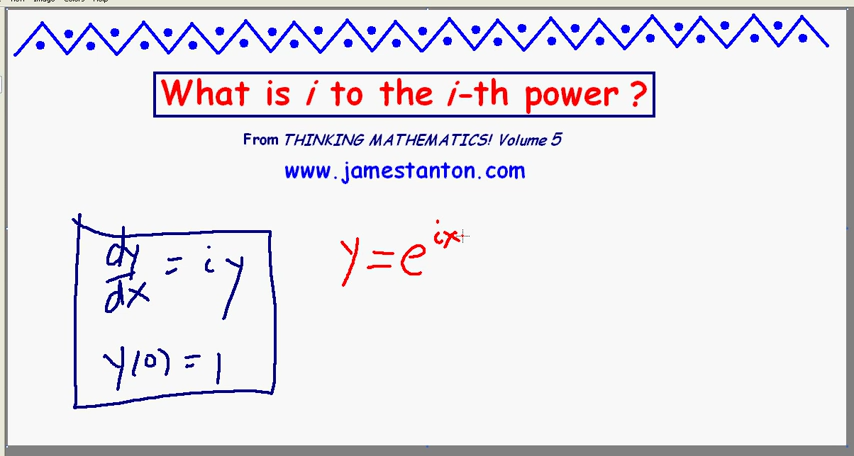 What is i to the i-th power ?
From THINKING MATHEMATICS! Volume 5
www.jamestanton.com
dy/dx = iy
y(0) = 1
y = e^ix